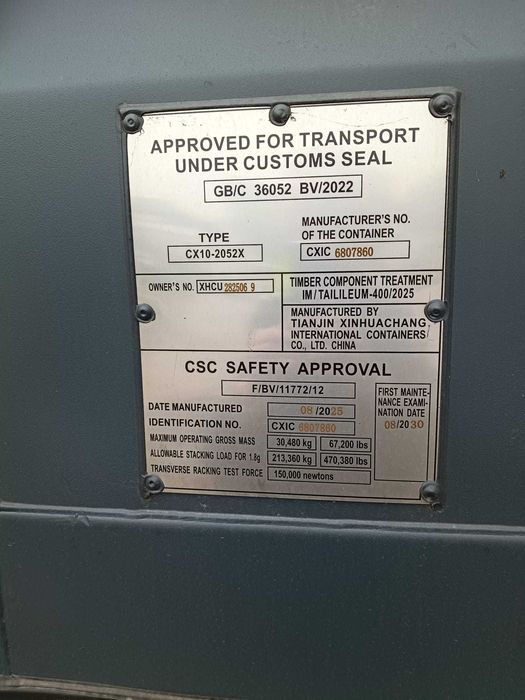 APPROVED FOR TRANSPORT
UNDER CUSTOMS SEAL
GB/C 36052 BV/2022
TYPE
CX10-2052X
MANUFACTURER'S NO.
OF THE CONTAINER
CXIC 6807860
OWNER'S NO. XHCU 282506 9
TIMBER COMPONENT TREATMENT
IM / TAILILEUM-400/2025
MANUFACTURED BY
TIANJIN XINHUACHANG
INTERNATIONAL CONTAINERS
CO., LTD. CHINA
CSC SAFETY APPROVAL
F/BV/11772/12
DATE MANUFACTURED 08 /2025
IDENTIFICATION NO. CXIC 6807860
MAXIMUM OPERATING GROSS MASS 30,480 kg 67,200 lbs
ALLOWABLE STACKING LOAD FOR 1.8g 213,360 kg 470,380 lbs
TRANSVERSE RACKING TEST FORCE 150,000 newtons
FIRST MAINTE-
NANCE EXAMI-
NATION DATE
08/2030